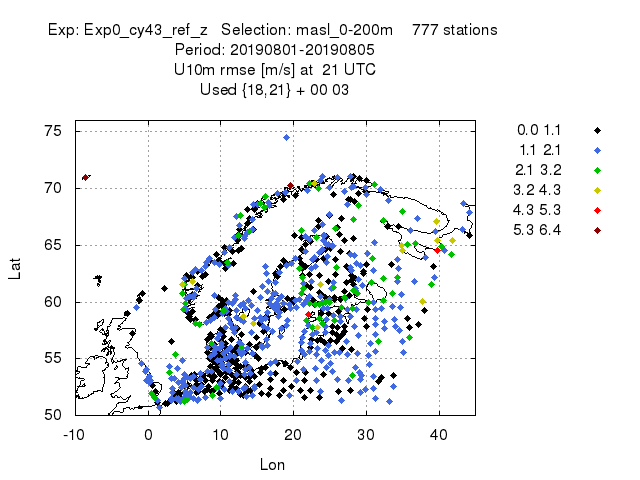 Exp: Exp0_cy43_ref_z Selection: masl_0-200m 777 stations
Period: 20190801-20190805
U10m rmse [m/s] at 21 UTC
Used {18,21} + 00 03
0.0 1.1
1.1 2.1
2.1 3.2
3.2 4.3
4.3 5.3
5.3 6.4
75
70
65
60
55
50
Lat
-10 0 10 20 30 40
Lon